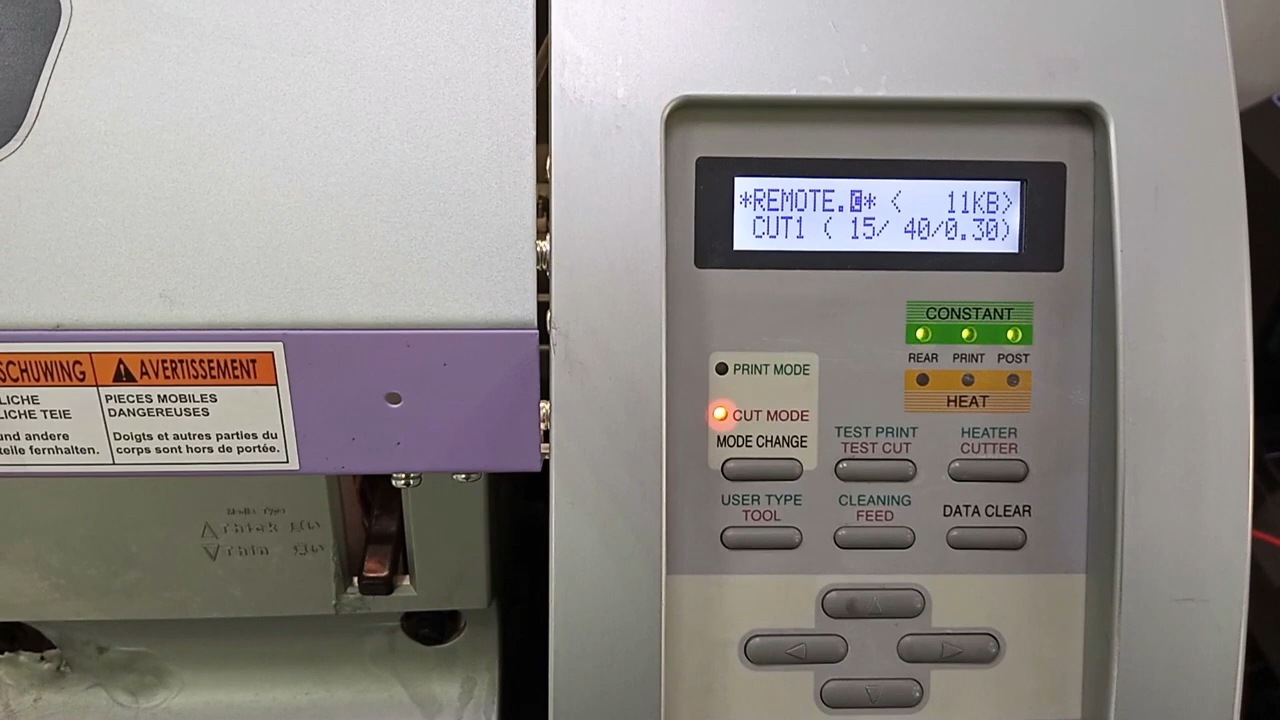 *REMOTE.C* < 11KB>
CUT1 ( 15/ 40/0.30)
CONSTANT
REAR PRINT POST
HEAT
PRINT MODE
CUT MODE
MODE CHANGE
TEST PRINT
TEST CUT
HEATER
CUTTER
USER TYPE
TOOL
CLEANING
FEED
DATA CLEAR
SCHUWING
LICHE
LICHE TEIE
und andere
teile fernhalten.
AVERTISSEMENT
PIECES MOBILES
DANGEREUSES
Doigts et autres parties du
corps sont hors de portée.
Thick
Thin